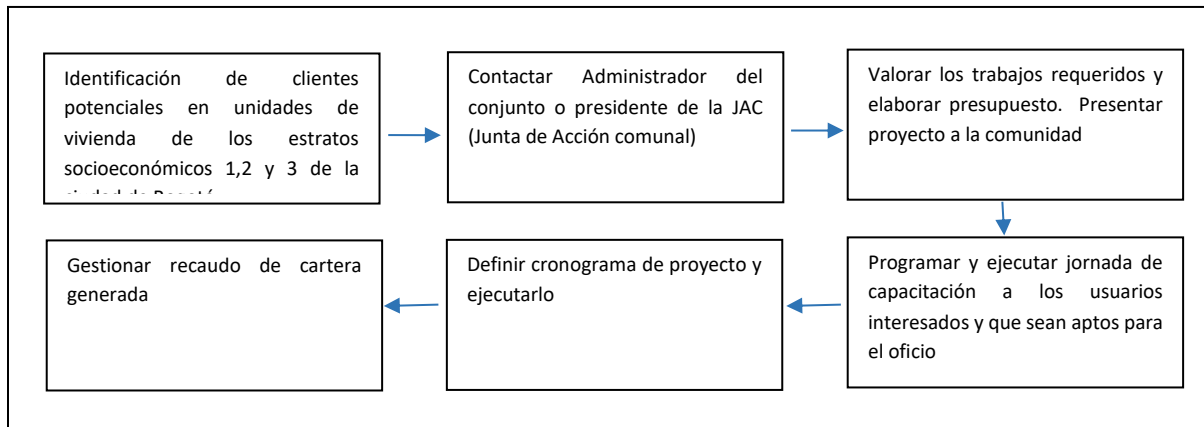 Identificación de clientes
potenciales en unidades de
vivienda de los estratos
socioeconómicos 1,2 y 3 de la
Contactar Administrador del
conjunto o presidente de la JAC
(Junta de Acción comunal)
Valorar los trabajos requeridos y
elaborar presupuesto. Presentar
proyecto a la comunidad
Programar y ejecutar jornada de
capacitación a los usuarios
interesados y que sean aptos para
el oficio
Definir cronograma de proyecto y
ejecutarlo
Gestionar recaudo de cartera
generada